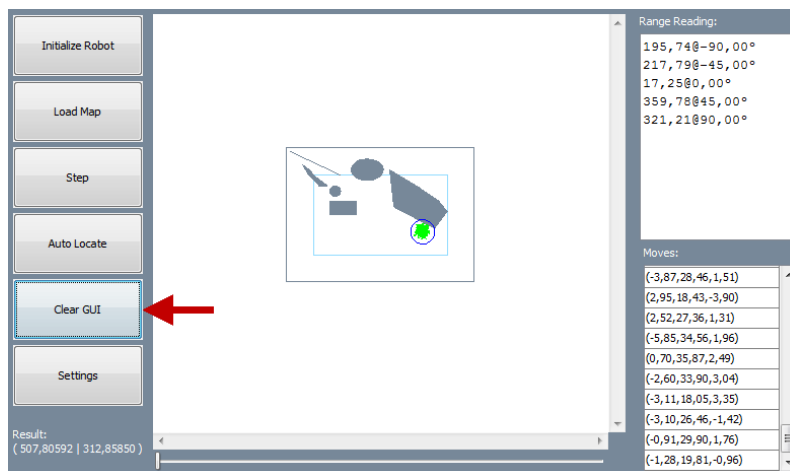 Initialize Robot
Load Map
Step
Auto Locate
Clear GUI
Settings
Result:
( 507,80592 | 312,85850 )
Range Reading:
195,74@-90,00°
217,79@-45,00°
17,25@0,00°
359,78@45,00°
321,21@90,00°
Moves:
(-3,87,28,46,1,51)
(2,95,18,43,-3,90)
(2,52,27,36,1,31)
(-5,85,34,56,1,96)
(0,70,35,87,2,49)
(-2,60,33,90,3,04)
(-3,11,18,05,3,35)
(-3,10,26,46,-1,42)
(-0,91,29,90,1,76)
(-1,28,19,81,-0,96)